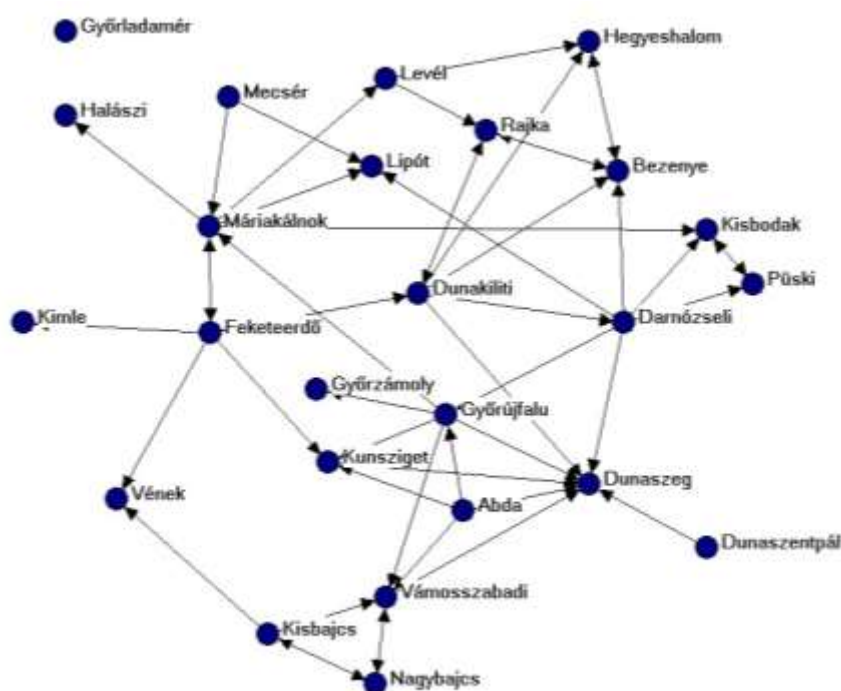 Győrladamér
Hegyeshalom
Levél
Mecsér
Halászi
Rajka
Lipót
Bezenye
Máriakálnok
Kisbodak
Püski
Dunakiliti
Kimle
Feketeerdő
Darnózseli
Győrzámoly
Győrújfalu
Kunsziget
Dunaszeg
Vének
Abda
Dunaszentpál
Vámosszabadi
Kisbajcs
Nagybajcs